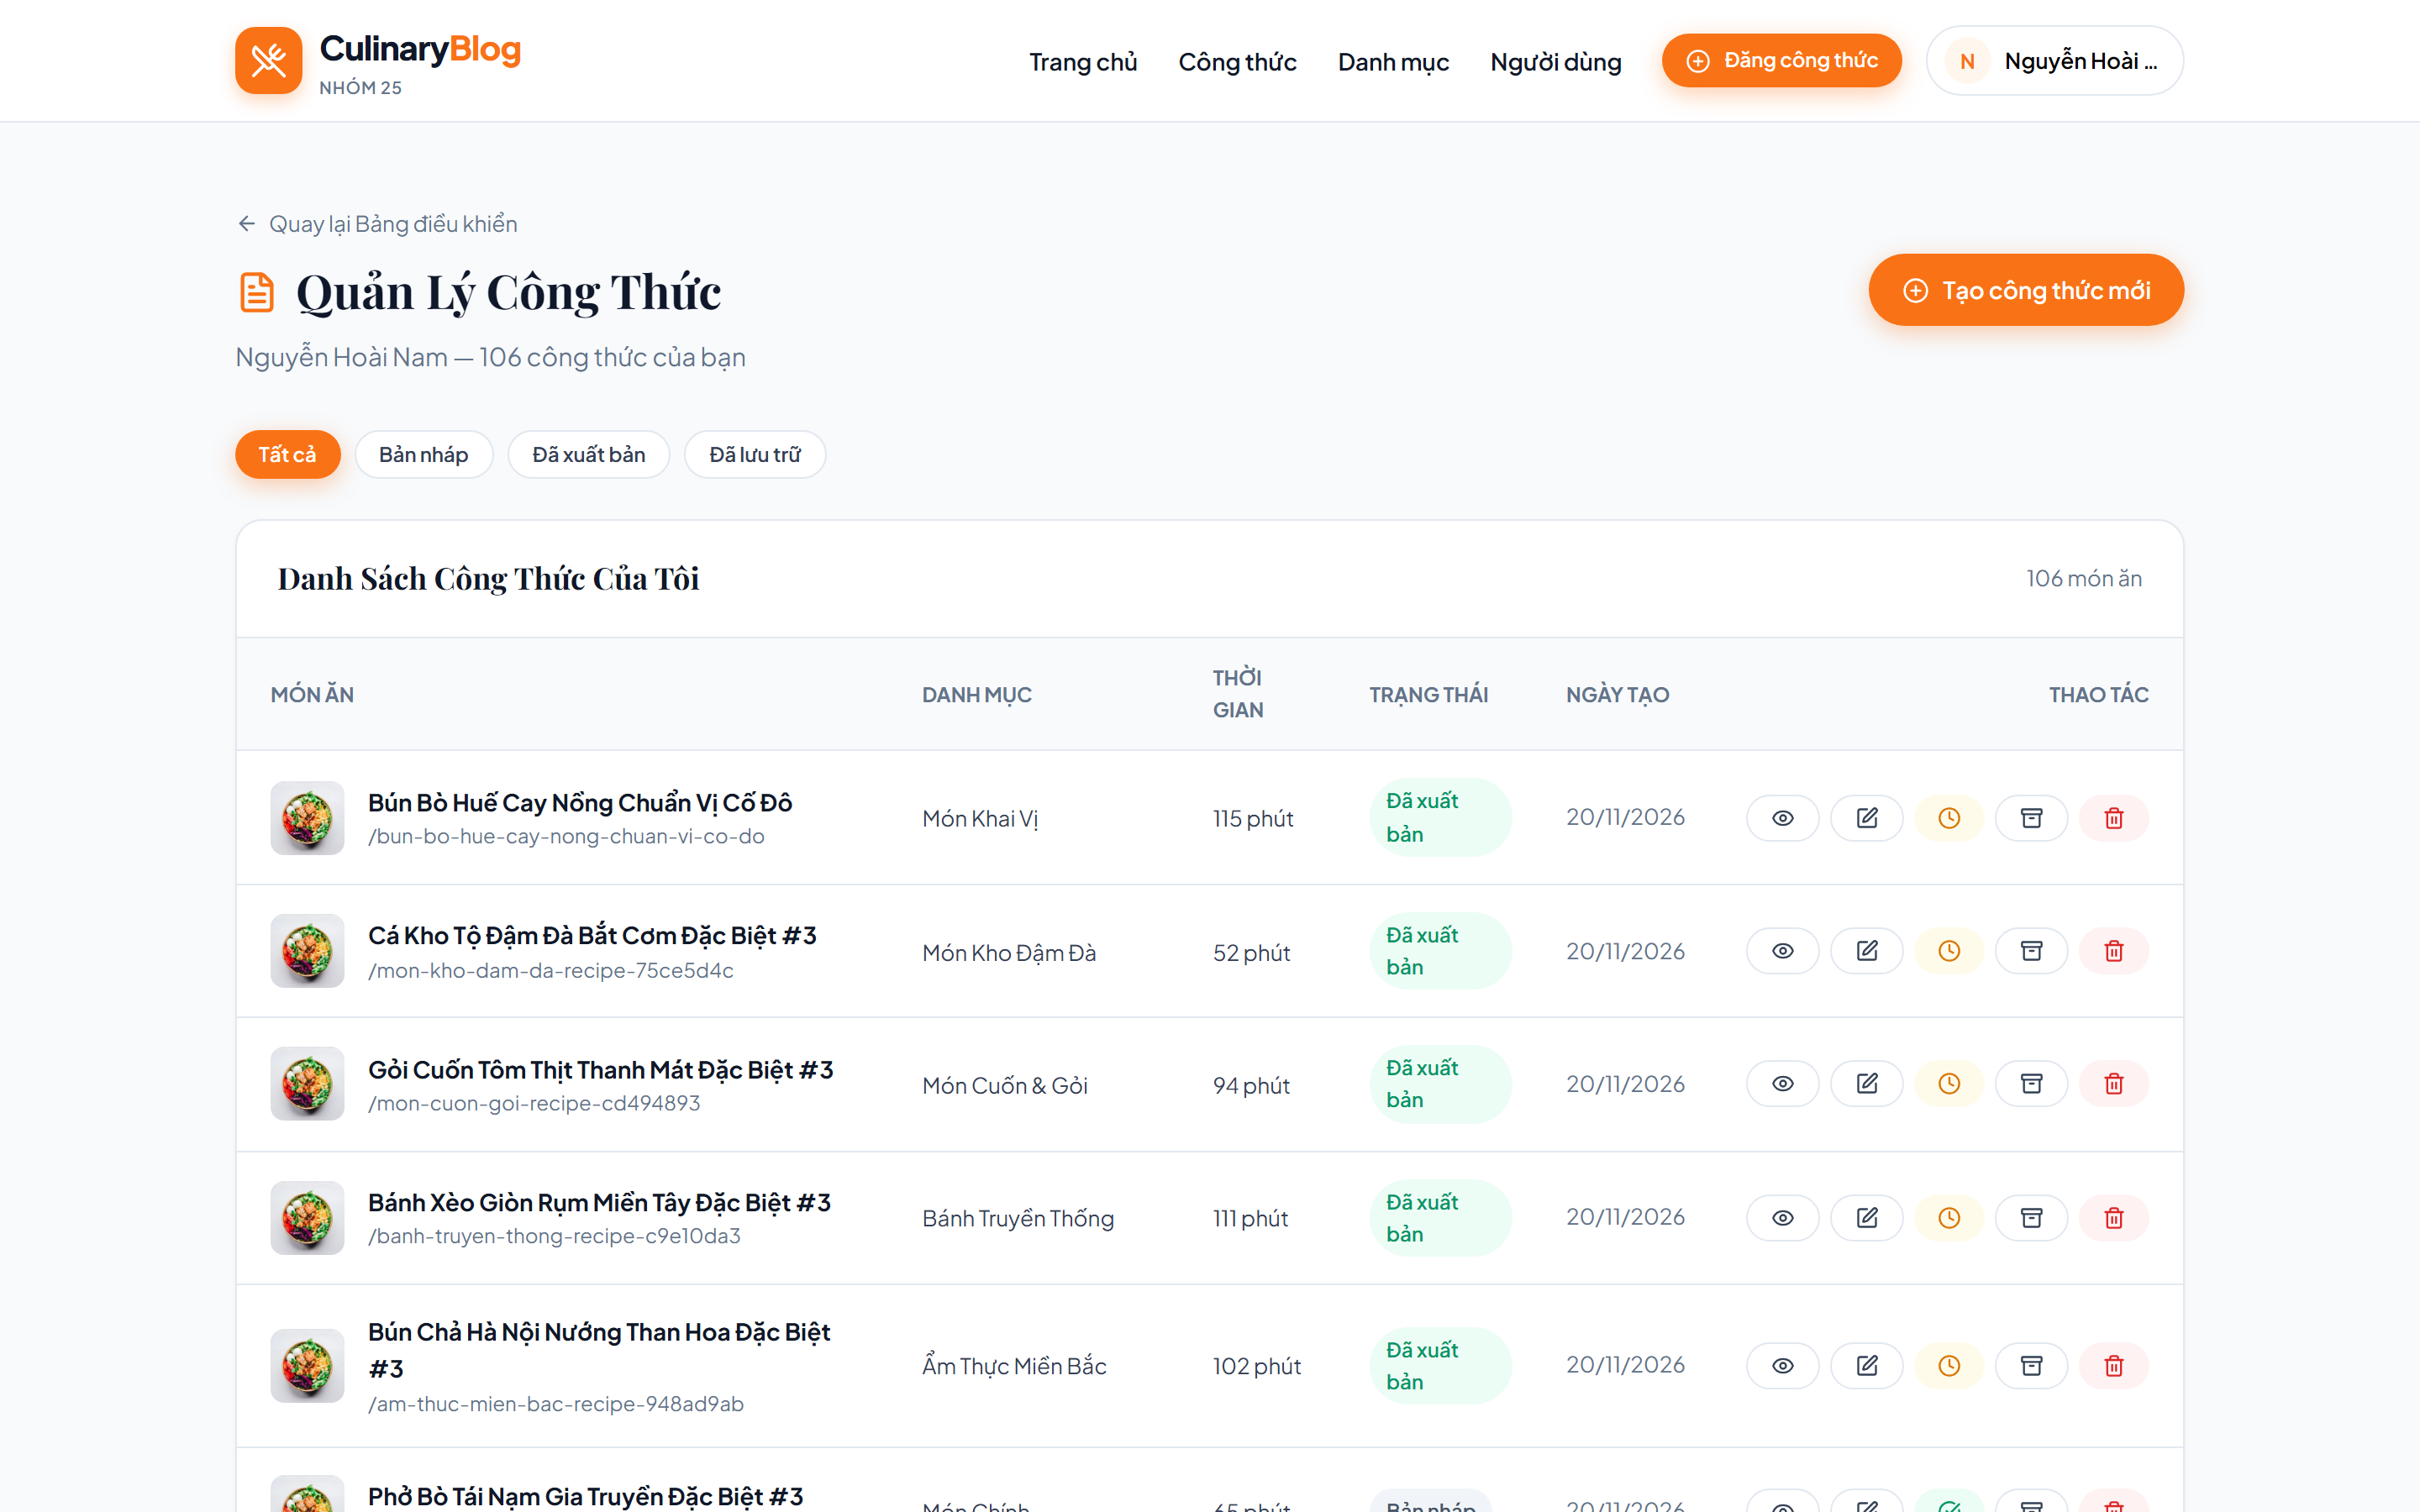 CulinaryBlog
NHÓM 25
Trang chủ
Công thức
Danh mục
Người dùng
Đăng công thức
N
Nguyễn Hoài ...
Quay lại Bảng điều khiển
Quản Lý Công Thức
Nguyễn Hoài Nam — 106 công thức của bạn
Tạo công thức mới
Tất cả
Bản nháp
Đã xuất bản
Đã lưu trữ
Danh Sách Công Thức Của Tôi
106 món ăn
MÓN ĂN
DANH MỤC
THỜI
GIAN
TRẠNG THÁI
NGÀY TẠO
THAO TÁC
Bún Bò Huế Cay Nồng Chuẩn Vị Cố Đô
/bun-bo-hue-cay-nong-chuan-vi-co-do
Món Khai Vị
115 phút
Đã xuất
bản
20/11/2026
Cá Kho Tộ Đậm Đà Bắt Cơm Đặc Biệt #3
/mon-kho-dam-da-recipe-75ce5d4c
Món Kho Đậm Đà
52 phút
Đã xuất
bản
20/11/2026
Gỏi Cuốn Tôm Thịt Thanh Mát Đặc Biệt #3
/mon-cuon-goi-recipe-cd494893
Món Cuốn & Gỏi
94 phút
Đã xuất
bản
20/11/2026
Bánh Xèo Giòn Rụm Miền Tây Đặc Biệt #3
/banh-truyen-thong-recipe-c9e10da3
Bánh Truyền Thống
111 phút
Đã xuất
bản
20/11/2026
Bún Chả Hà Nội Nướng Than Hoa Đặc Biệt
#3
/am-thuc-mien-bac-recipe-948ad9ab
Ẩm Thực Miền Bắc
102 phút
Đã xuất
bản
20/11/2026
Phở Bò Tái Nạm Gia Truyền Đặc Biệt #3
Món Chính
65 phút
Bản nháp
20/11/2026